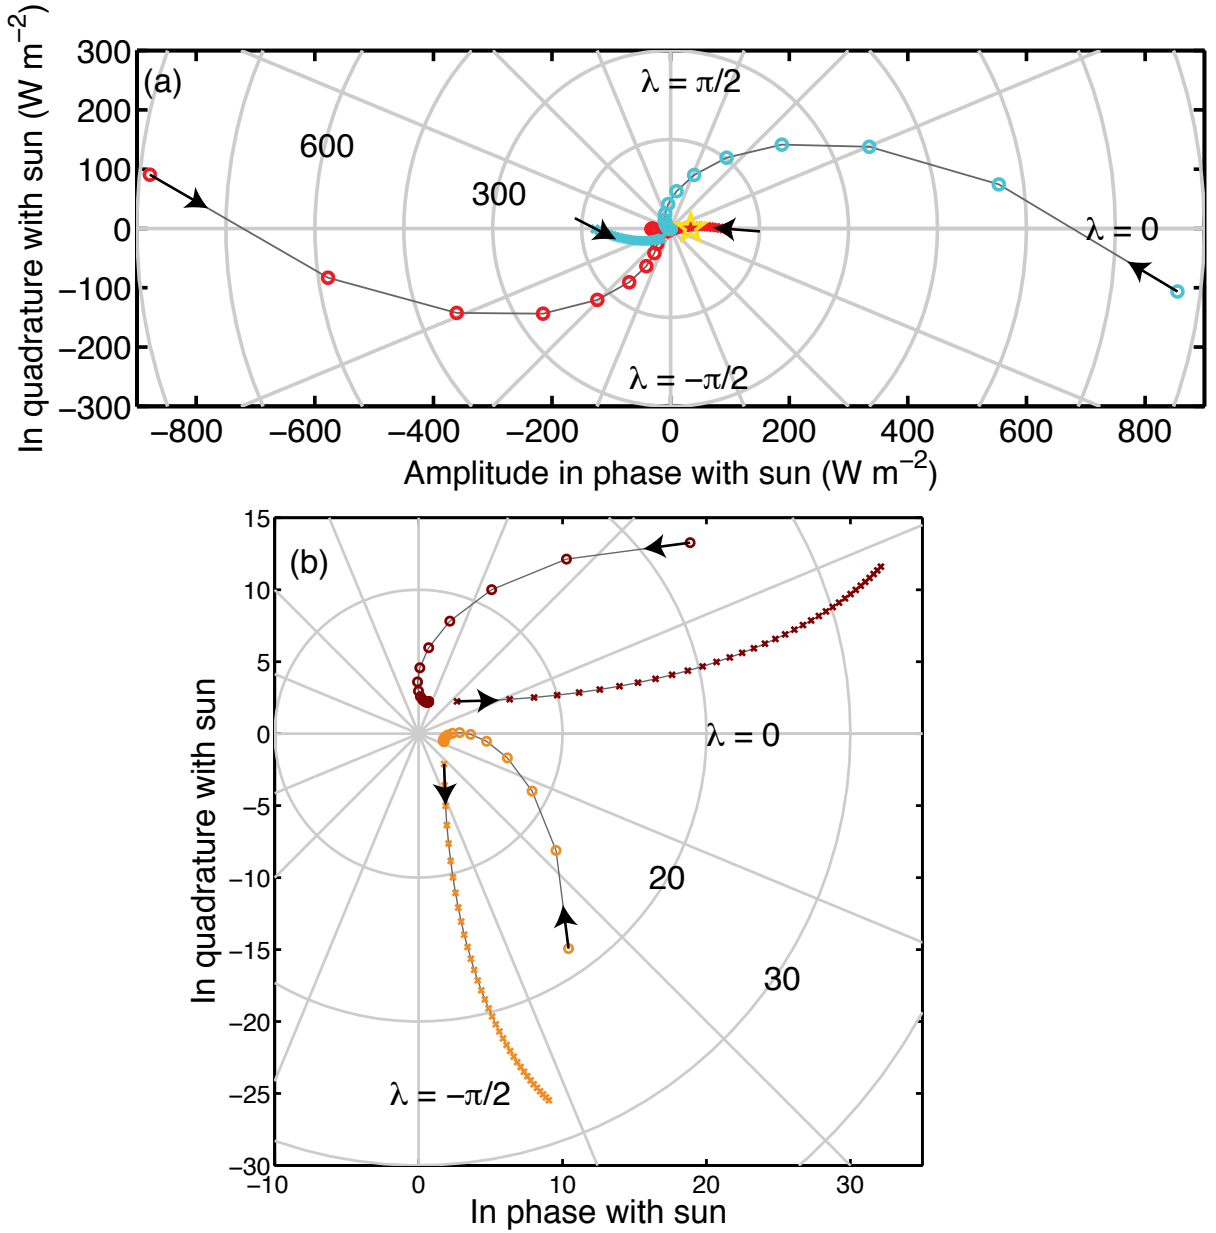 In quadrature with sun (W m⁻²)
300
200
100
0
−100
−200
−300
(a)
λ = π/2
600
300
λ = 0
λ = −π/2
−800 −600 −400 −200 0 200 400 600 800
Amplitude in phase with sun (W m⁻²)
In quadrature with sun
15
10
5
0
−5
−10
−15
−20
−25
−30
(b)
λ = 0
20
30
λ = −π/2
−10 0 10 20 30
In phase with sun